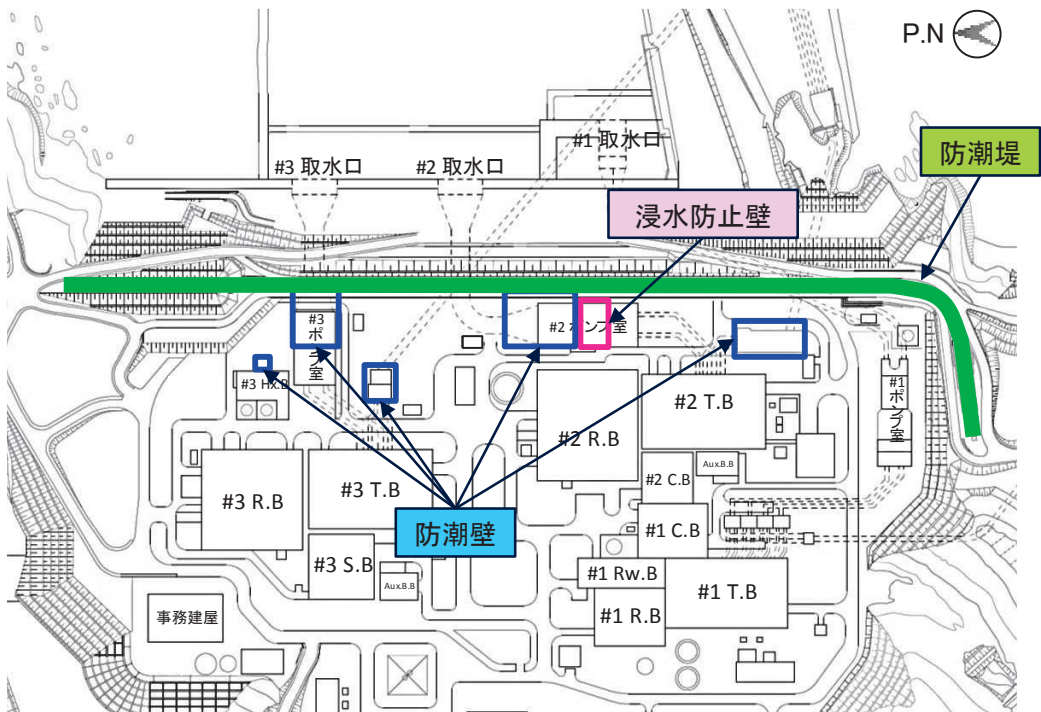 P.N
#1 取水口
#3 取水口
#2 取水口
防潮堤
浸水防止壁
#3
ポンプ室
#2 ポンプ室
#3 Hx.B
#1
ポンプ室
#2 T.B
#2 R.B
Aux.B.B
#2 C.B
#3 R.B
#3 T.B
防潮壁
#1 C.B
#3 S.B
Aux.B.B
#1 Rw.B
#1 T.B
#1 R.B
事務建屋